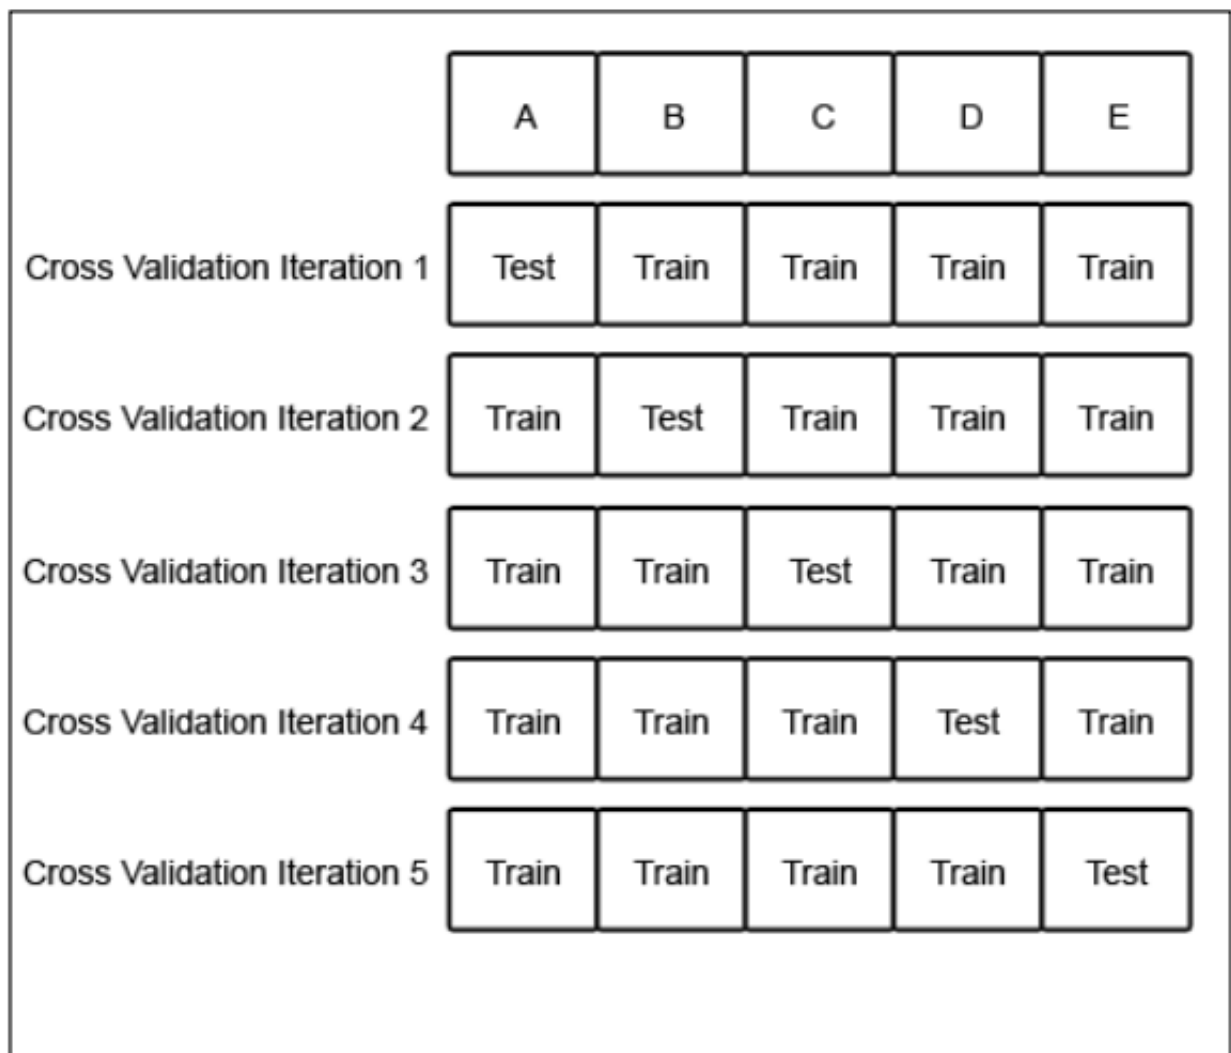 A B C D E
Cross Validation Iteration 1 Test Train Train Train Train
Cross Validation Iteration 2 Train Test Train Train Train
Cross Validation Iteration 3 Train Train Test Train Train
Cross Validation Iteration 4 Train Train Train Test Train
Cross Validation Iteration 5 Train Train Train Train Test